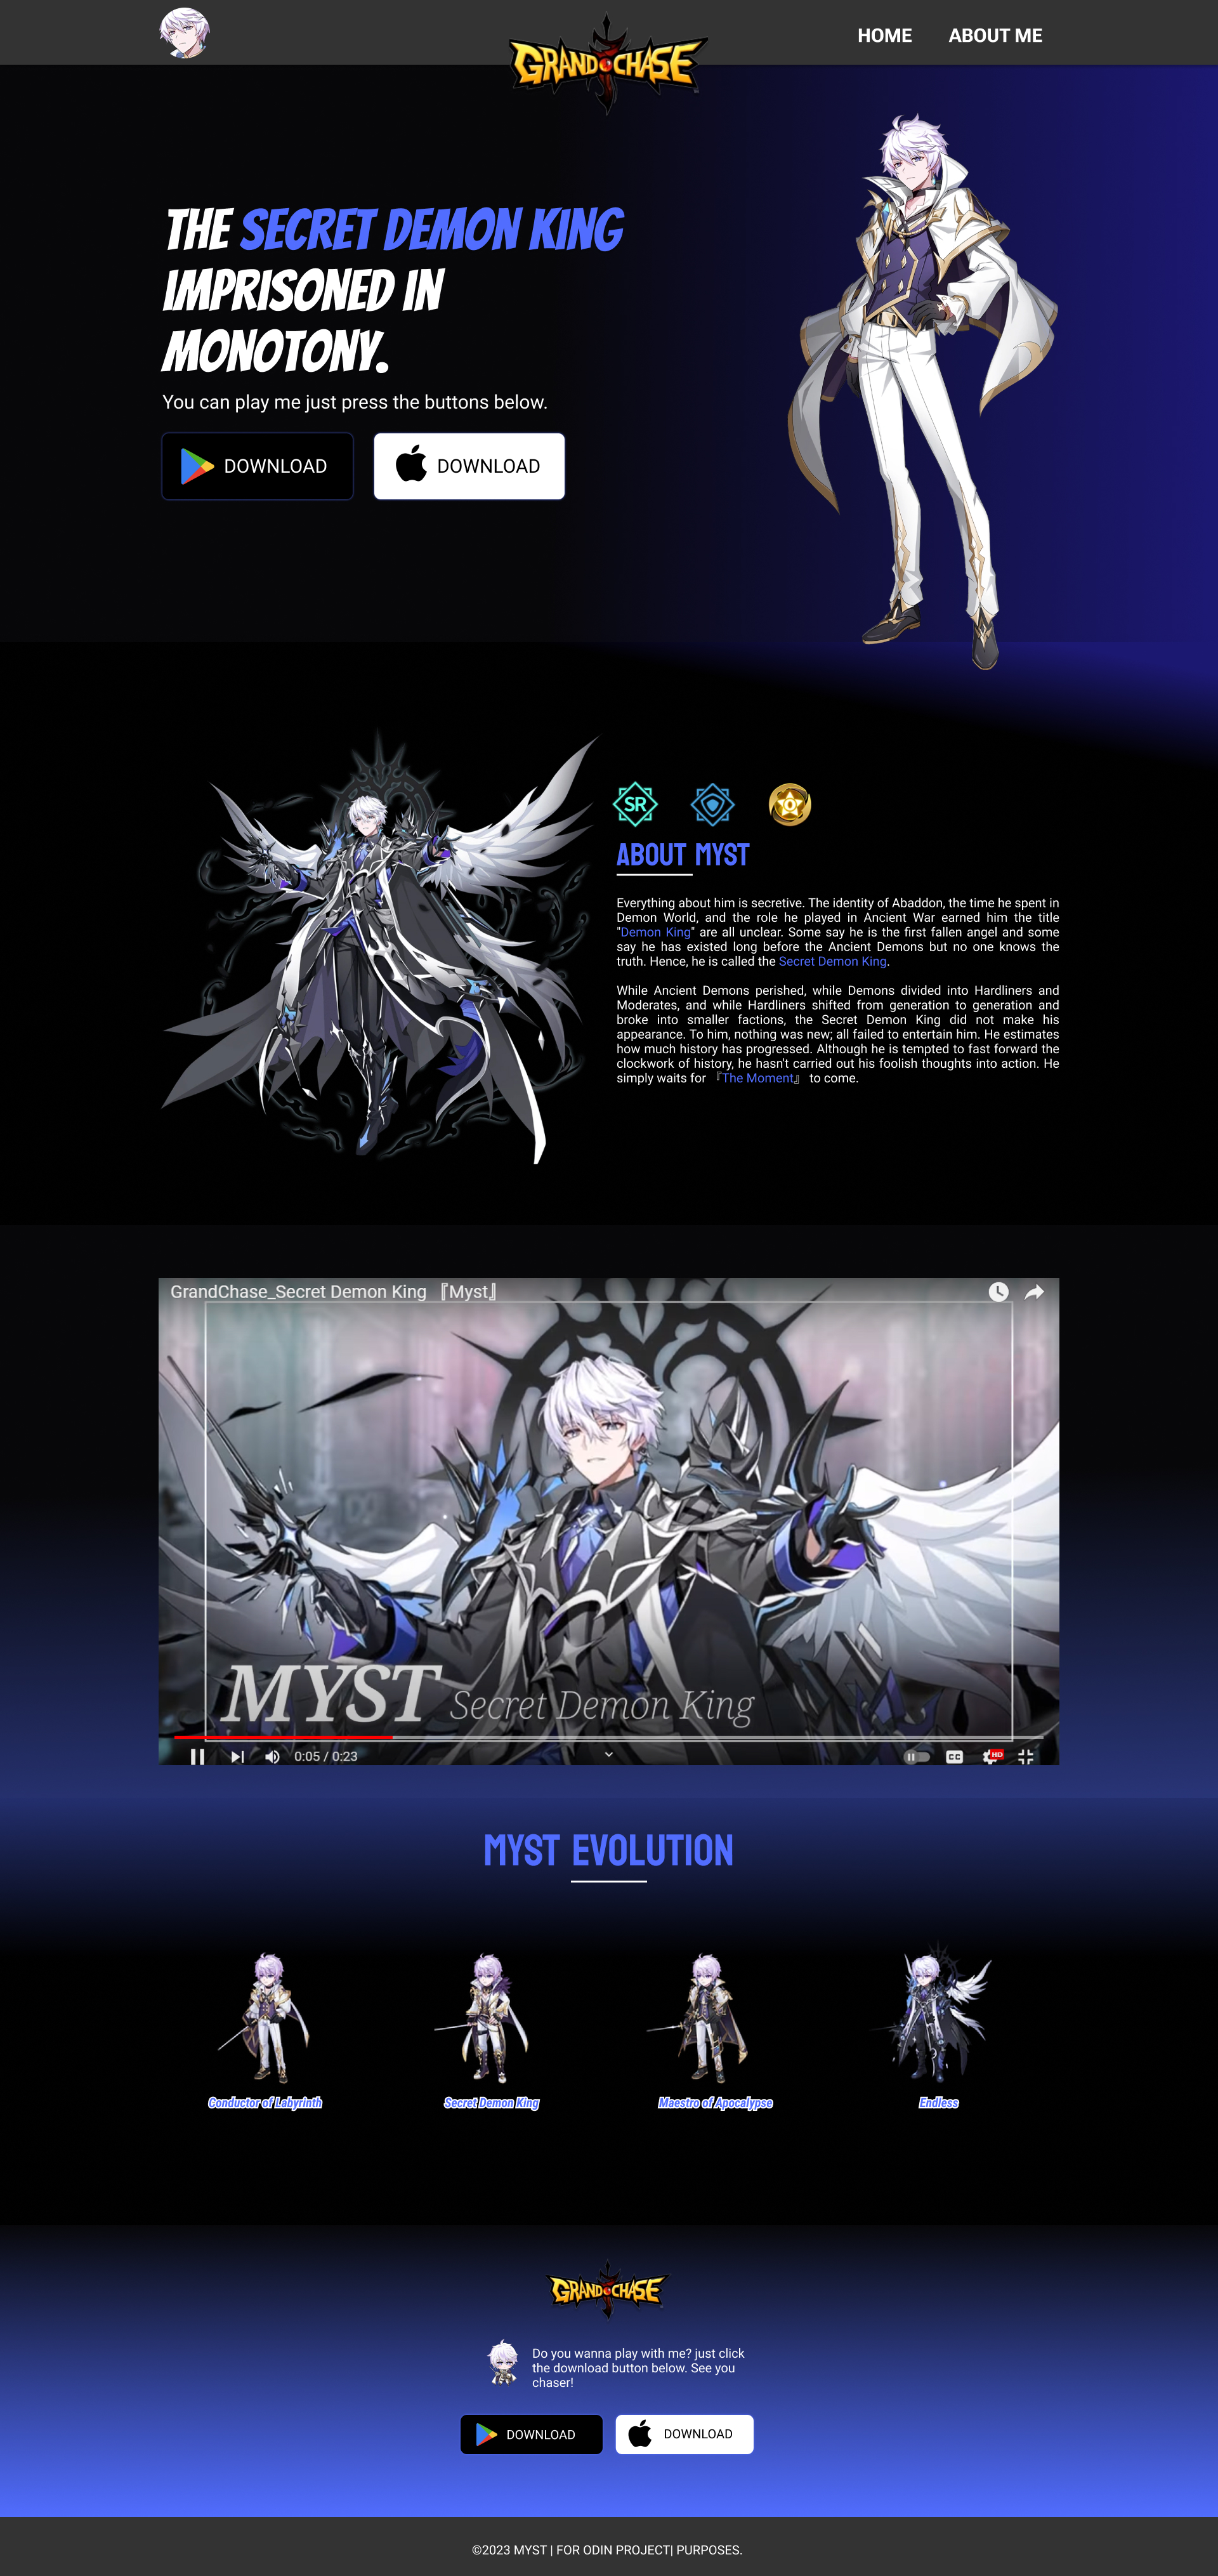 GRAND CHASE
HOME
ABOUT ME
THE SECRET DEMON KING
IMPRISONED IN
MONOTONY.
You can play me just press the buttons below.
DOWNLOAD
DOWNLOAD
SR
ABOUT MYST
Everything about him is secretive. The identity of Abaddon, the time he spent in
Demon World, and the role he played in Ancient War earned him the title
"Demon King" are all unclear. Some say he is the first fallen angel and some
say he has existed long before the Ancient Demons but no one knows the
truth. Hence, he is called the Secret Demon King.
While Ancient Demons perished, while Demons divided into Hardliners and
Moderates, and while Hardliners shifted from generation to generation and
broke into smaller factions, the Secret Demon King did not make his
appearance. To him, nothing was new; all failed to entertain him. He estimates
how much history has progressed. Although he is tempted to fast forward the
clockwork of history, he hasn't carried out his foolish thoughts into action. He
simply waits for 『The Moment』 to come.
GrandChase_Secret Demon King 『Myst』
MYST Secret Demon King
0:05 / 0:23
CC
HD
MYST EVOLUTION
Conductor of Labyrinth
Secret Demon King
Maestro of Apocalypse
Endless
GRAND CHASE
Do you wanna play with me? just click
the download button below. See you
chaser!
DOWNLOAD
DOWNLOAD
©2023 MYST | FOR ODIN PROJECT| PURPOSES.